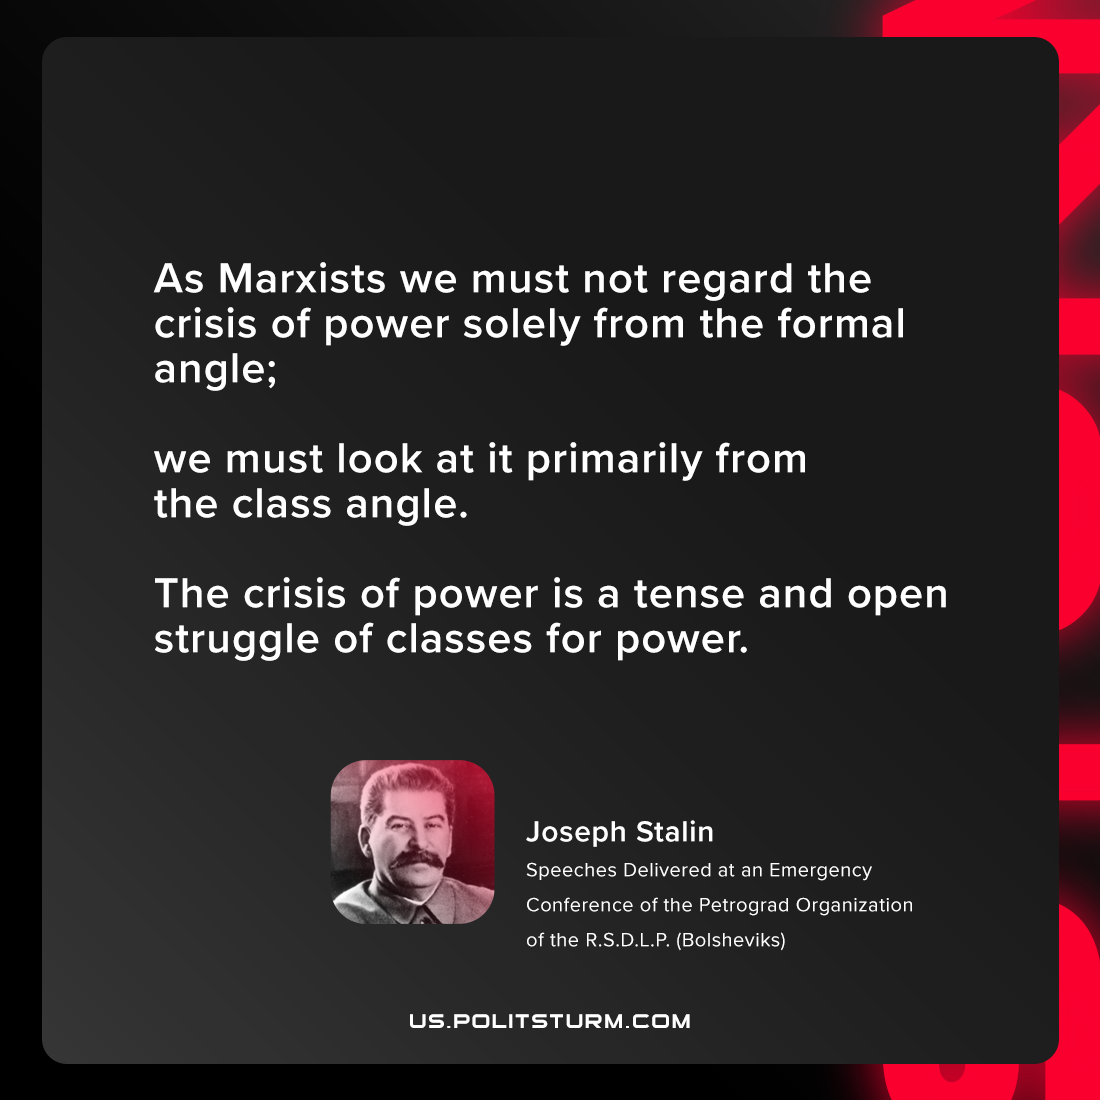 As Marxists we must not regard the
crisis of power solely from the formal
angle;
we must look at it primarily from
the class angle.
The crisis of power is a tense and open
struggle of classes for power.
Joseph Stalin
Speeches Delivered at an Emergency
Conference of the Petrograd Organization
of the R.S.D.L.P. (Bolsheviks)
US.POLITSTURM.COM